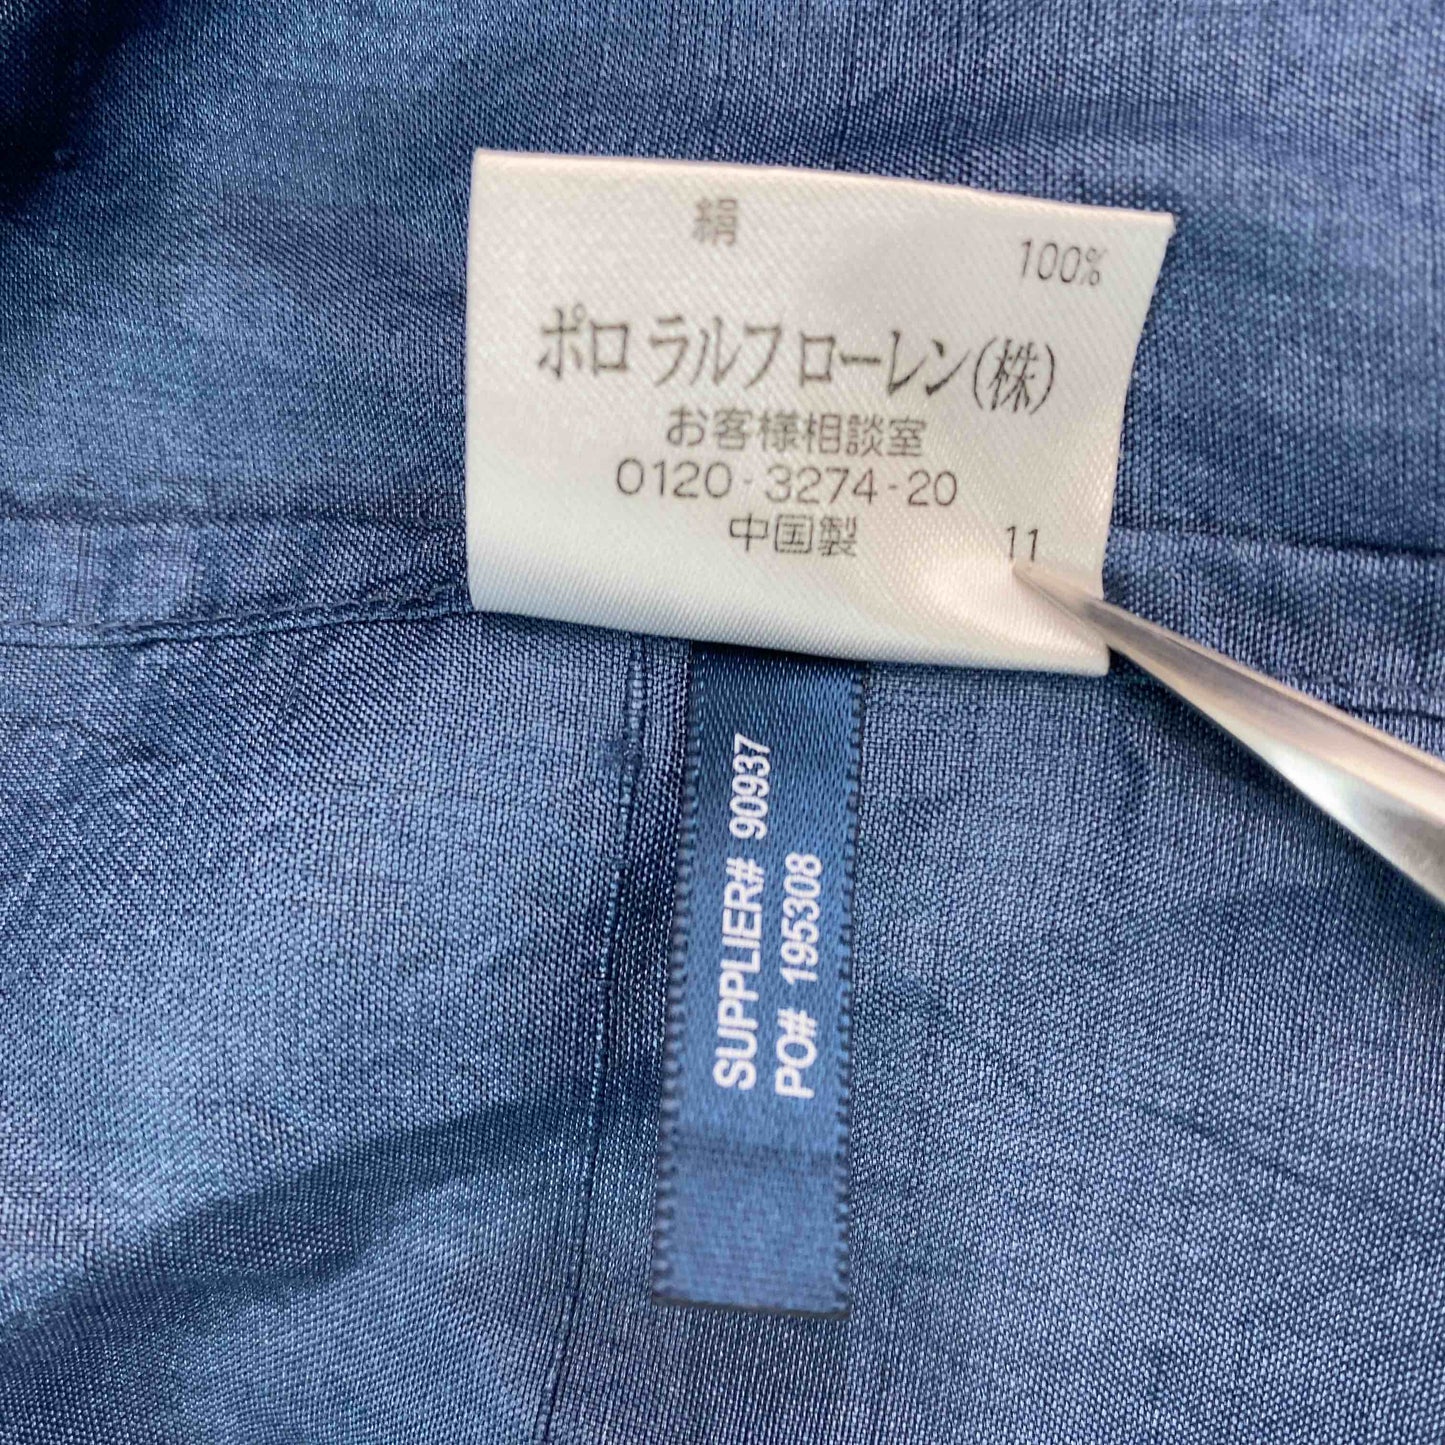 絹 100%
ポロ ラルフ ローレン(株)
お客様相談室
0120-3274-20
中国製 11
SUPPLIER# 90937
PO# 195308